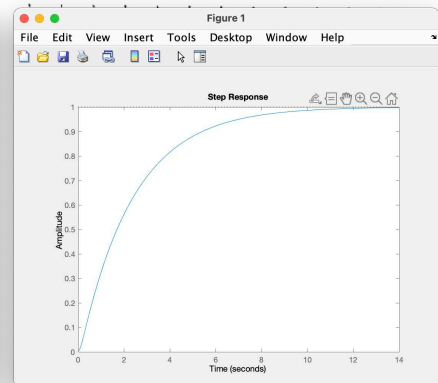 Figure 1
File Edit View Insert Tools Desktop Window Help
Step Response
1
0.9
0.8
0.7
0.6
0.5
0.4
0.3
0.2
0.1
0
Amplitude
0 2 4 6 8 10 12 14
Time (seconds)